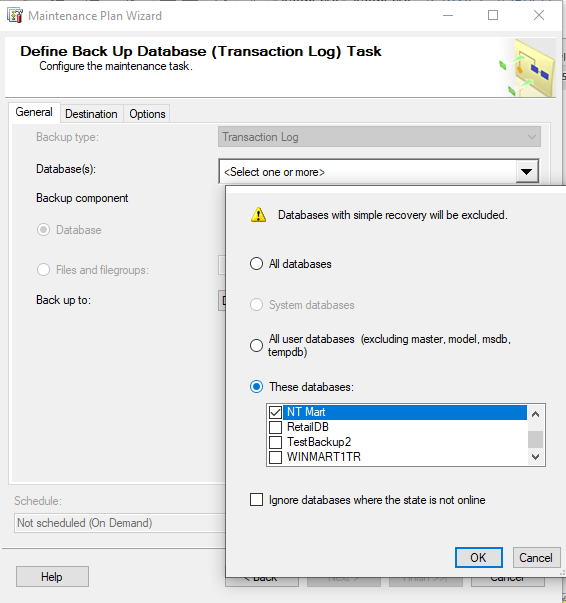 Maintenance Plan Wizard
Define Back Up Database (Transaction Log) Task
Configure the maintenance task.
General Destination Options
Backup type: Transaction Log
Database(s): <Select one or more>
Backup component
Database
Files and filegroups:
Back up to:
Databases with simple recovery will be excluded.
All databases
System databases
All user databases (excluding master, model, msdb,
tempdb)
These databases:
NT Mart
RetailDB
TestBackup2
WINMART1TR
Ignore databases where the state is not online
OK Cancel
Schedule:
Not scheduled (On Demand)
Help < Back Next > Finish >>| Cancel